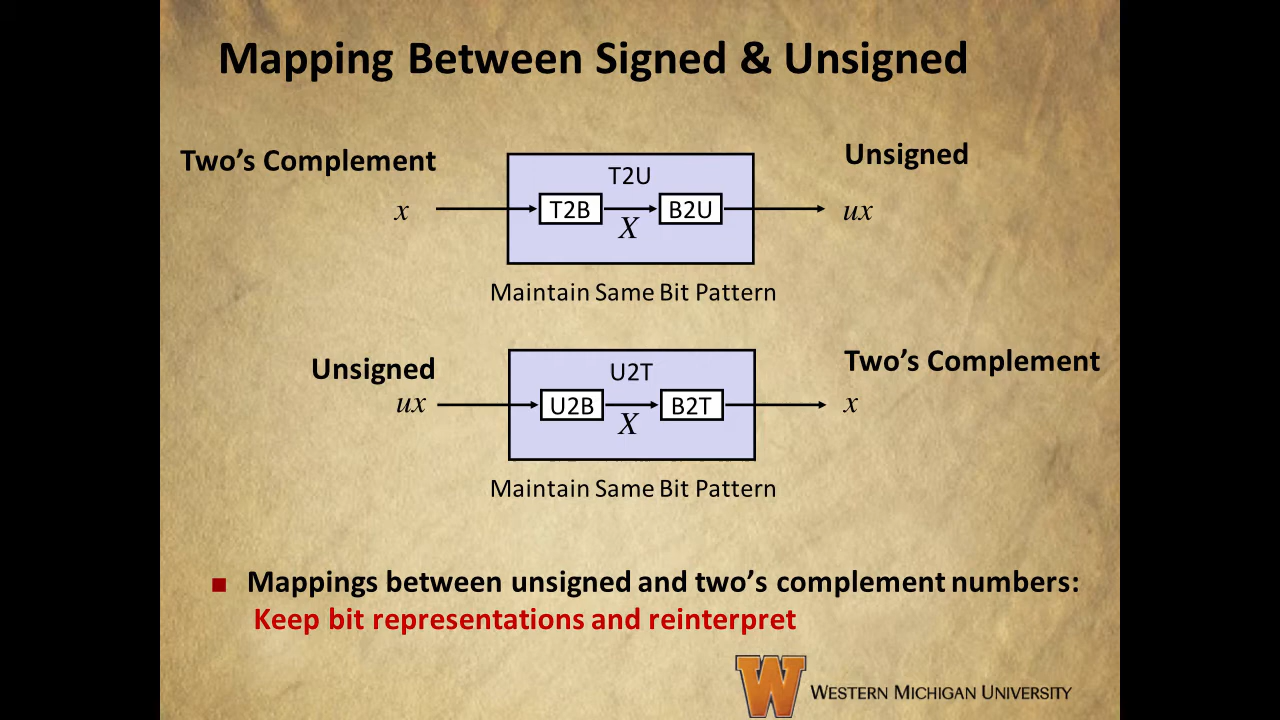 Mapping Between Signed & Unsigned
Two's Complement
Unsigned
T2U
x
T2B
B2U
ux
X
Maintain Same Bit Pattern
Unsigned
Two's Complement
U2T
ux
U2B
B2T
x
X
Maintain Same Bit Pattern
Mappings between unsigned and two's complement numbers:
Keep bit representations and reinterpret
W
WESTERN MICHIGAN UNIVERSITY